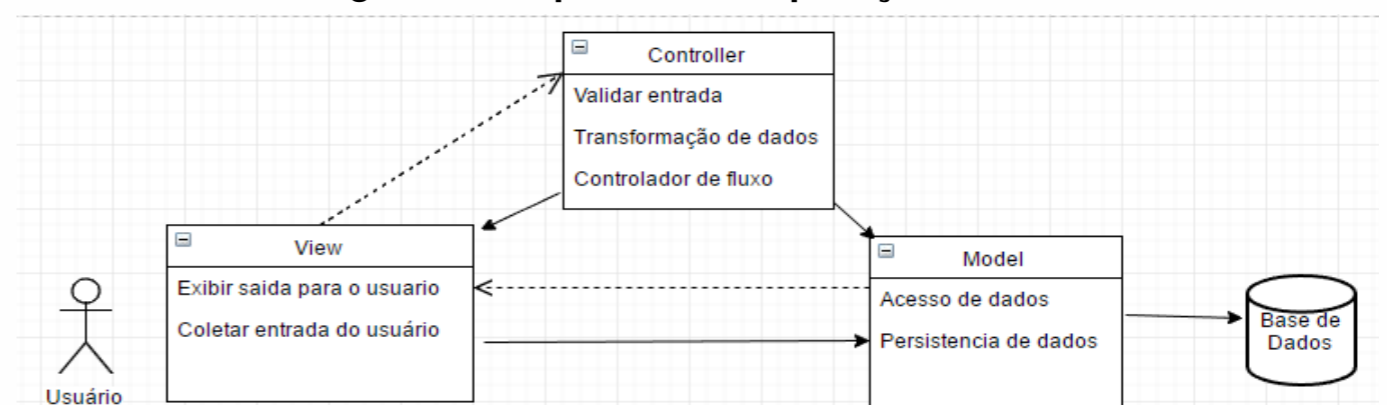 Controller
Validar entrada
Transformação de dados
Controlador de fluxo
View
Exibir saida para o usuario
Coletar entrada do usuário
Model
Acesso de dados
Persistencia de dados
Base de
Dados
Usuário